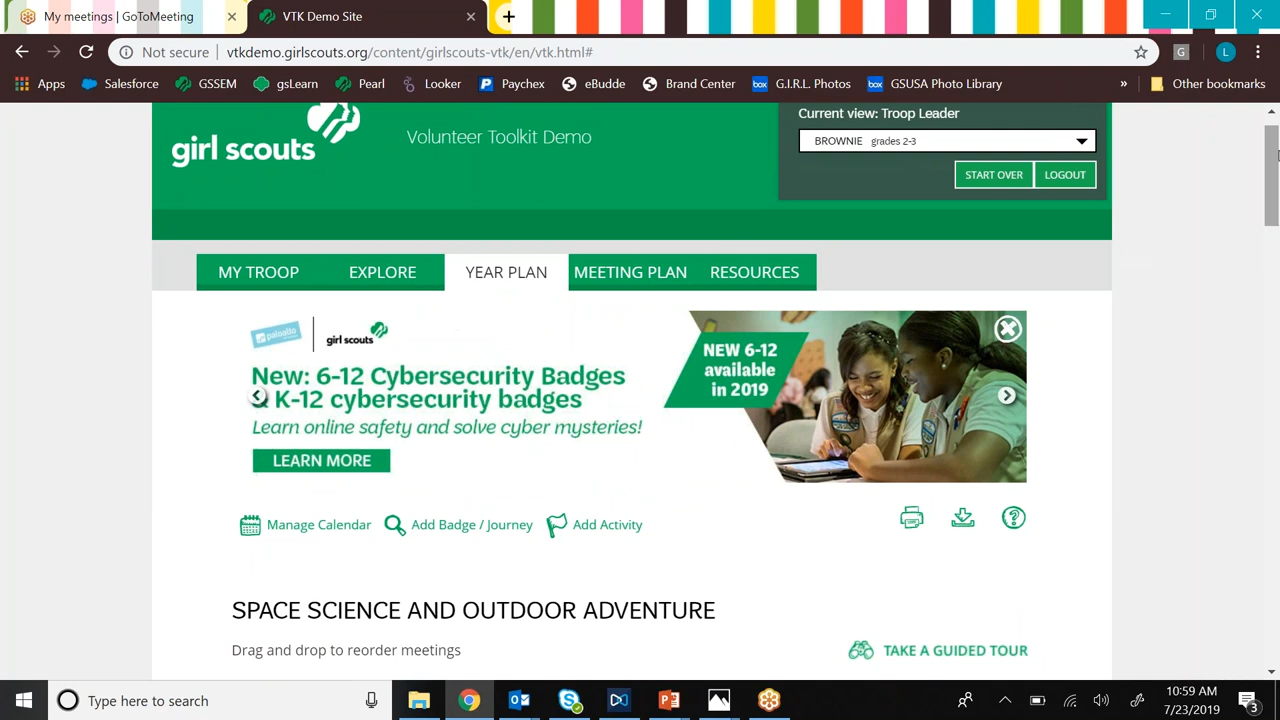 My meetings | GoToMeeting
VTK Demo Site
Not secure
vtkdemo.girlscouts.org/content/girlscouts-vtk/en/vtk.html#
G
L
Apps
Salesforce
GSSEM
gsLearn
Pearl
Looker
Paychex
eBudde
Brand Center
box
G.I.R.L. Photos
box
GSUSA Photo Library
»
Other bookmarks
girl scouts
Volunteer Toolkit Demo
Current view: Troop Leader
BROWNIE grades 2-3
START OVER
LOGOUT
MY TROOP
EXPLORE
YEAR PLAN
MEETING PLAN
RESOURCES
paloalto
girl scouts
New: 6-12 Cybersecurity Badges
& K-12 cybersecurity badges
Learn online safety and solve cyber mysteries!
LEARN MORE
NEW 6-12
available
in 2019
Manage Calendar
Add Badge / Journey
Add Activity
SPACE SCIENCE AND OUTDOOR ADVENTURE
Drag and drop to reorder meetings
TAKE A GUIDED TOUR
Type here to search
10:59 AM
7/23/2019
3